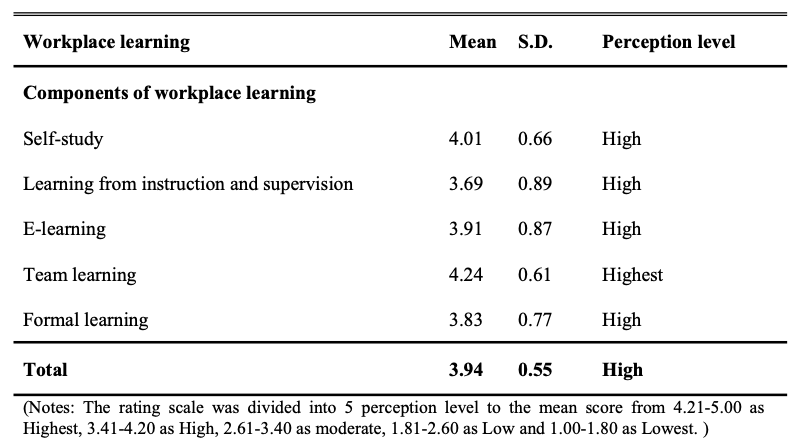 Workplace learning Mean S.D. Perception level
Components of workplace learning
Self-study 4.01 0.66 High
Learning from instruction and supervision 3.69 0.89 High
E-learning 3.91 0.87 High
Team learning 4.24 0.61 Highest
Formal learning 3.83 0.77 High
Total 3.94 0.55 High
(Notes: The rating scale was divided into 5 perception level to the mean score from 4.21-5.00 as
Highest, 3.41-4.20 as High, 2.61-3.40 as moderate, 1.81-2.60 as Low and 1.00-1.80 as Lowest. )